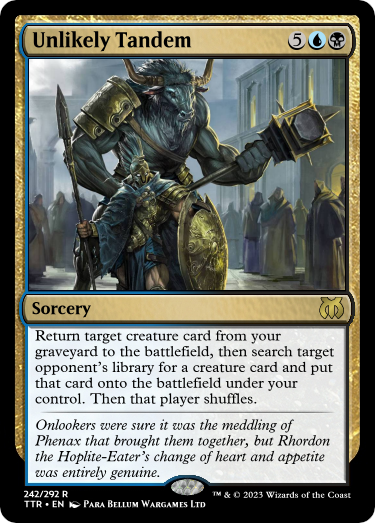 Unlikely Tandem 5
Sorcery
Return target creature card from your
graveyard to the battlefield, then search target
opponent's library for a creature card and put
that card onto the battlefield under your
control. Then that player shuffles.
Onlookers were sure it was the meddling of
Phenax that brought them together, but Rhordon
the Hoplite-Eater's change of heart and appetite
was entirely genuine.
242/292 R
TTR • EN Para Bellum Wargames Ltd ™ & © 2023 Wizards of the Coast